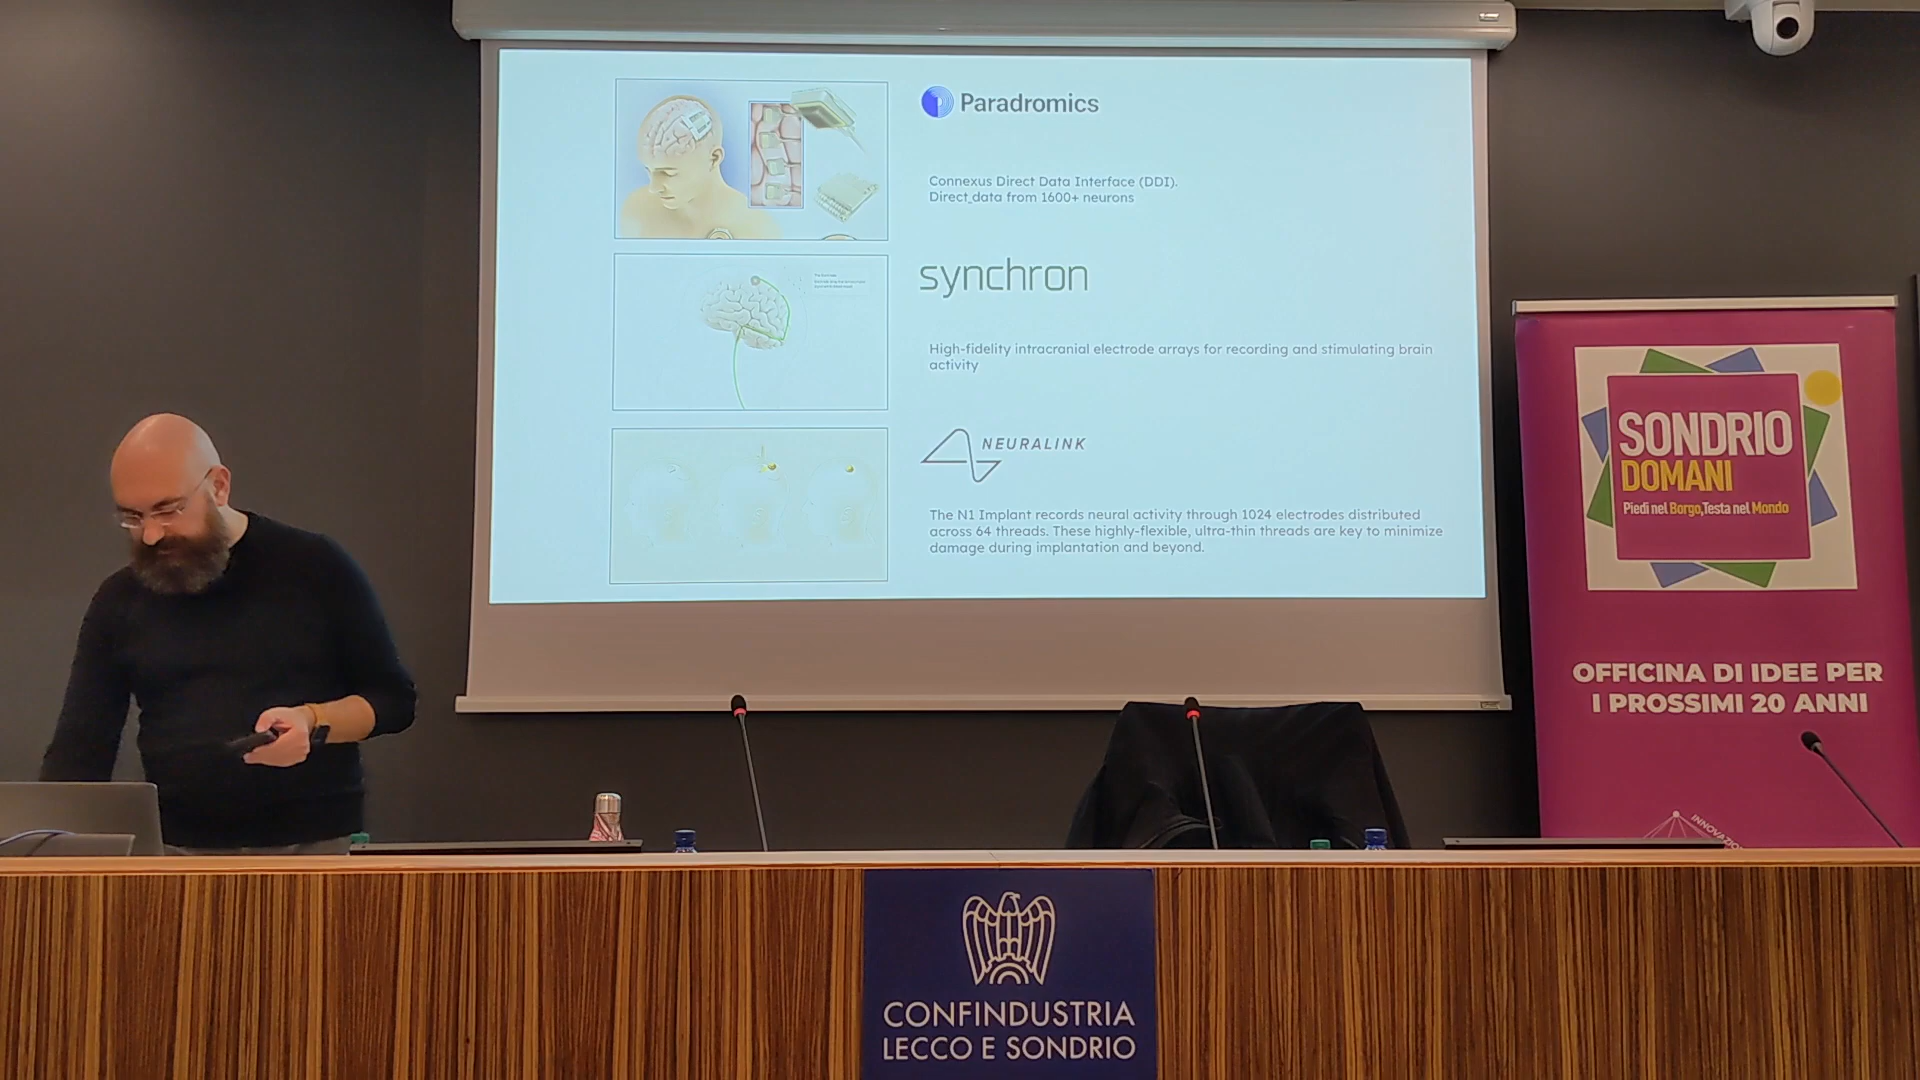 Paradromics
Connexus Direct Data Interface (DDI).
Direct data from 1600+ neurons
synchron
High-fidelity intracranial electrode arrays for recording and stimulating brain
activity
NEURALINK
The N1 Implant records neural activity through 1024 electrodes distributed
across 64 threads. These highly-flexible, ultra-thin threads are key to minimize
damage during implantation and beyond.
SONDRIO
DOMANI
Piedi nel Borgo,Testa nel Mondo
OFFICINA DI IDEE PER
I PROSSIMI 20 ANNI
CONFINDUSTRIA
LECCO E SONDRIO